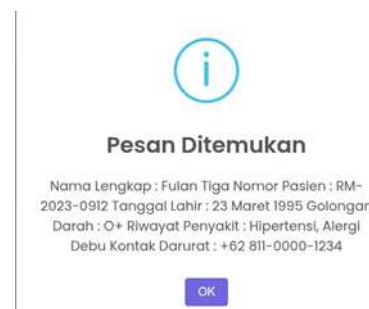 Pesan Ditemukan
Nama Lengkap : Fulan Tiga Nomor Pasien : RM-
2023-0912 Tanggal Lahir : 23 Maret 1995 Golongan
Darah : O+ Riwayat Penyakit : Hipertensi, Alergi
Debu Kontak Darurat : +62 811-0000-1234
OK